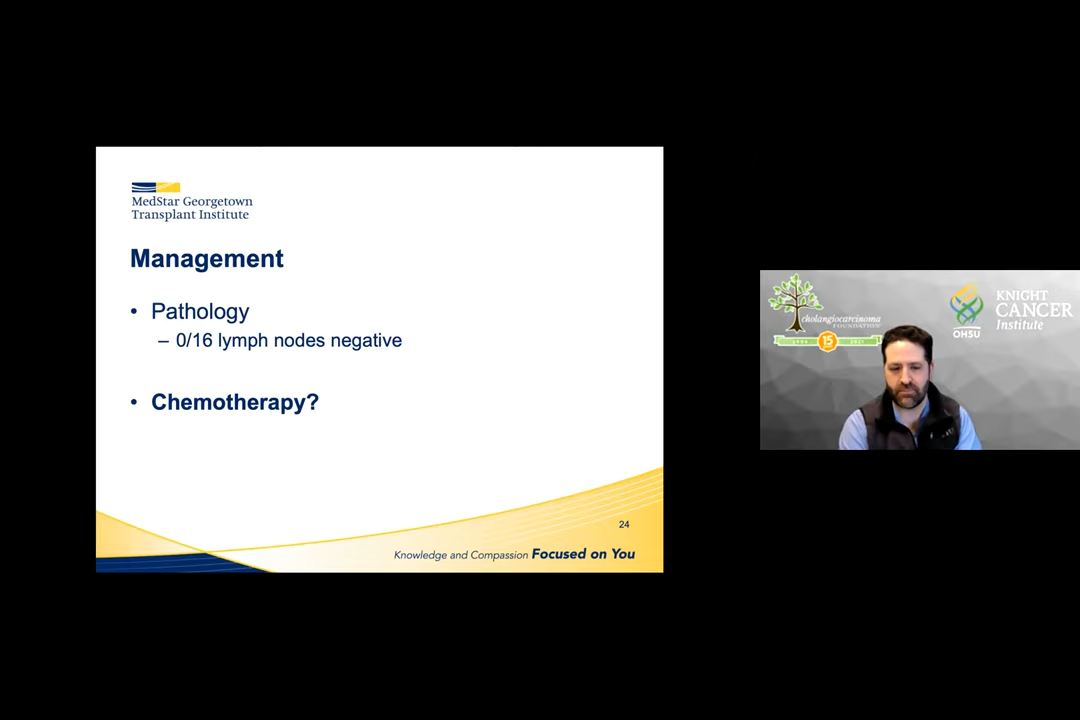 MedStar Georgetown
Transplant Institute
Management
• Pathology
– 0/16 lymph nodes negative
• Chemotherapy?
24
Knowledge and Compassion Focused on You
cholangiocarcinoma
FOUNDATION
15
KNIGHT
CANCER
Institute
OHSU